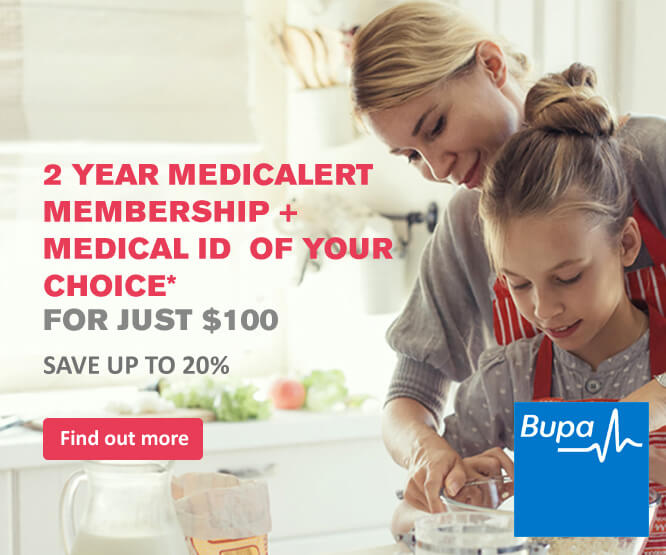 2 YEAR MEDICALERT
MEMBERSHIP +
MEDICAL ID OF YOUR
CHOICE*
FOR JUST $100
SAVE UP TO 20%
Find out more
Bupa